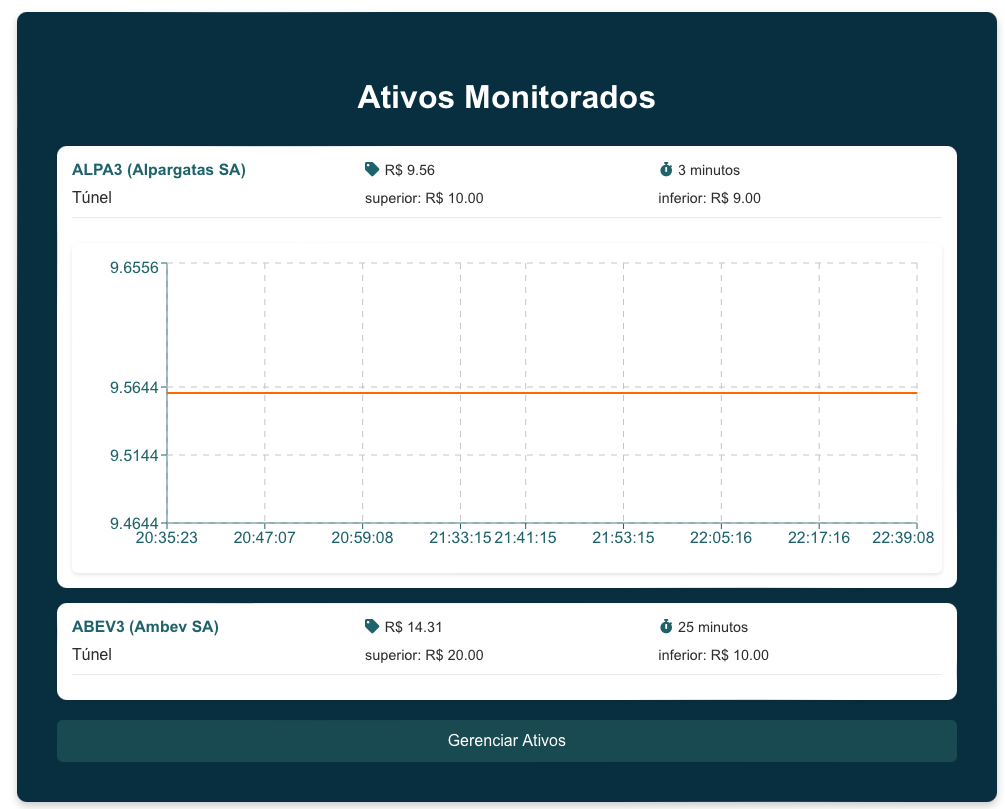 Ativos Monitorados
ALPA3 (Alpargatas SA) R$ 9.56 3 minutos
Túnel superior: R$ 10.00 inferior: R$ 9.00
9.6556
9.5644
9.5144
9.4644
20:35:23 20:47:07 20:59:08 21:33:15 21:41:15 21:53:15 22:05:16 22:17:16 22:39:08
ABEV3 (Ambev SA) R$ 14.31 25 minutos
Túnel superior: R$ 20.00 inferior: R$ 10.00
Gerenciar Ativos